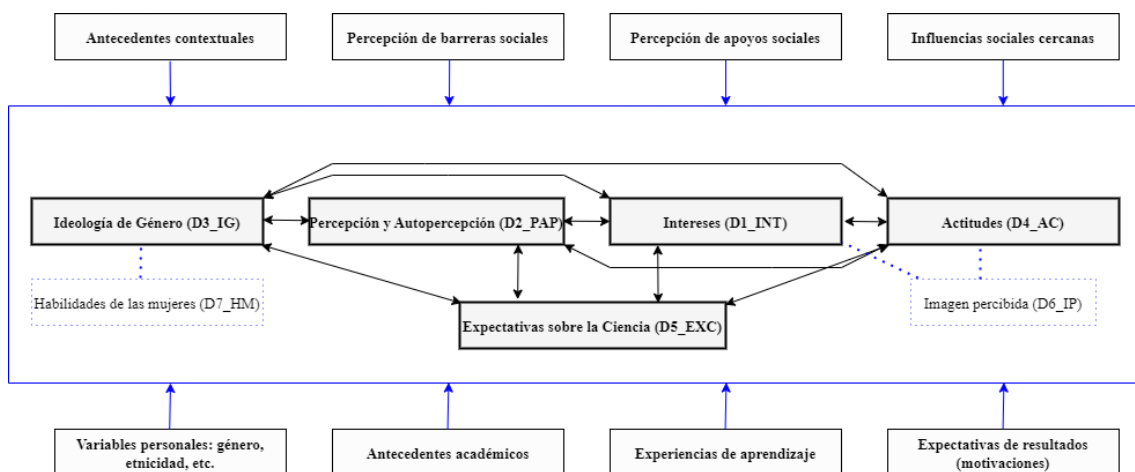 Antecedentes contextuales
Percepción de barreras sociales
Percepción de apoyos sociales
Influencias sociales cercanas
Ideología de Género (D3_IG)
Percepción y Autopercepción (D2_PAP)
Intereses (D1_INT)
Actitudes (D4_AC)
Habilidades de las mujeres (D7_HM)
Expectativas sobre la Ciencia (D5_EXC)
Imagen percibida (D6_IP)
Variables personales: género,
etnicidad, etc.
Antecedentes académicos
Experiencias de aprendizaje
Expectativas de resultados
(motivaciones)